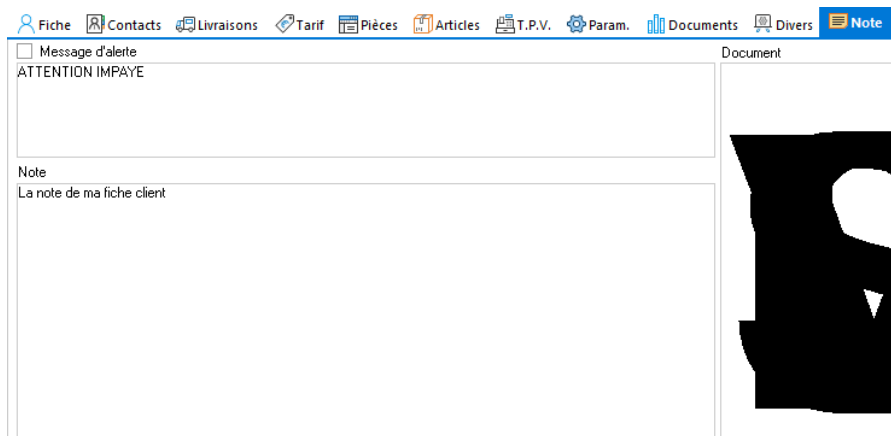 Fiche Contacts Livraisons Tarif Pièces Articles T.P.V. Param. Documents Divers Note
Message d'alerte
ATTENTION IMPAYE
Note
La note de ma fiche client
Document